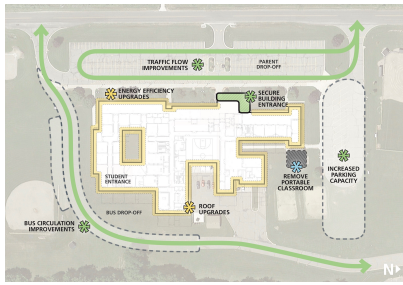 TRAFFIC FLOW
IMPROVEMENTS
PARENT
DROP-OFF
ENERGY EFFICIENCY
UPGRADES
SECURE
BUILDING
ENTRANCE
STUDENT
ENTRANCE
REMOVE
PORTABLE
CLASSROOM
INCREASED
PARKING
CAPACITY
BUS DROP-OFF
ROOF
UPGRADES
BUS CIRCULATION
IMPROVEMENTS
N